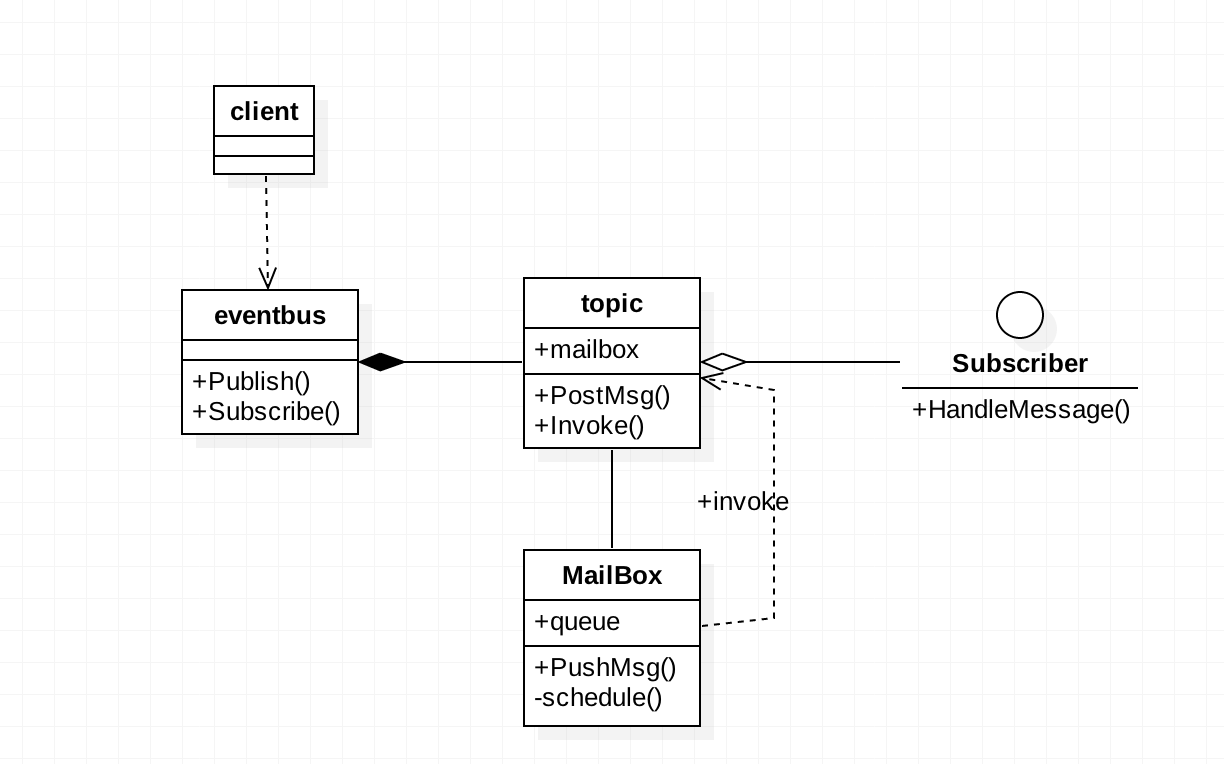 client
eventbus
+Publish()
+Subscribe()
topic
+mailbox
+PostMsg()
+Invoke()
Subscriber
+HandleMessage()
+invoke
MailBox
+queue
+PushMsg()
-schedule()